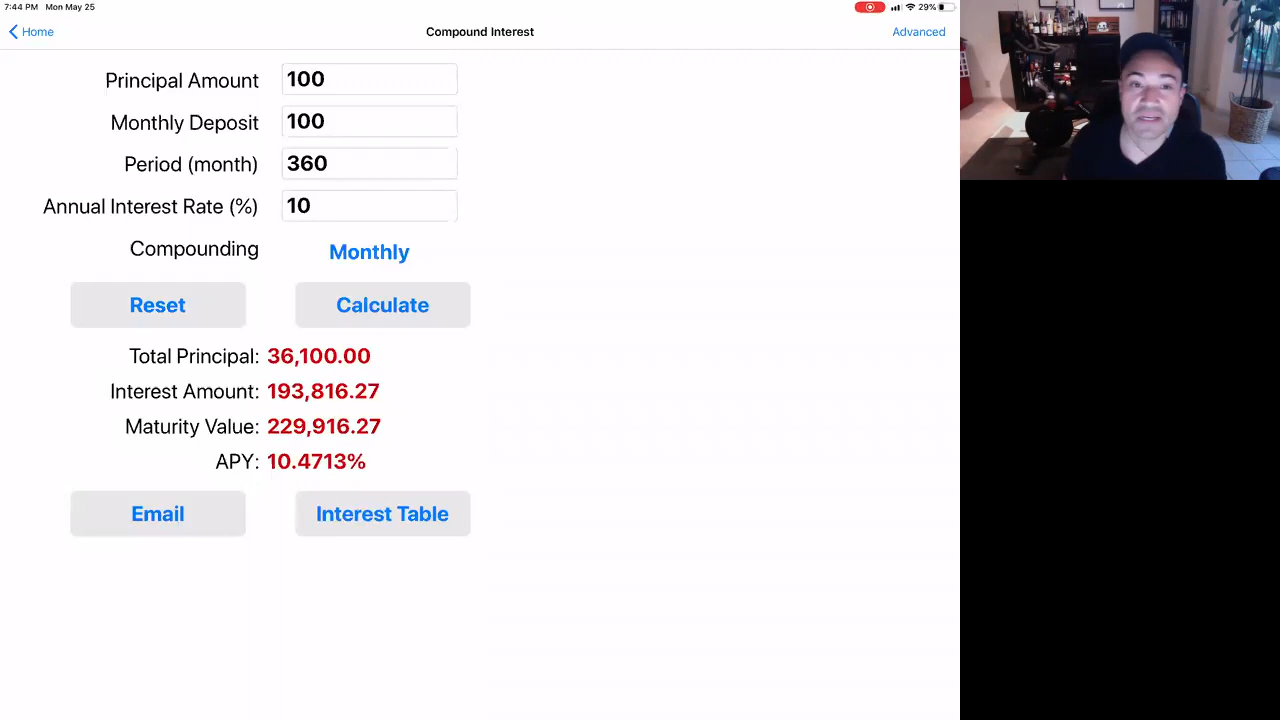 7:44 PM Mon May 25 29%
Home Compound Interest Advanced
Principal Amount 100
Monthly Deposit 100
Period (month) 360
Annual Interest Rate (%) 10
Compounding Monthly
Reset Calculate
Total Principal: 36,100.00
Interest Amount: 193,816.27
Maturity Value: 229,916.27
APY: 10.4713%
Email Interest Table